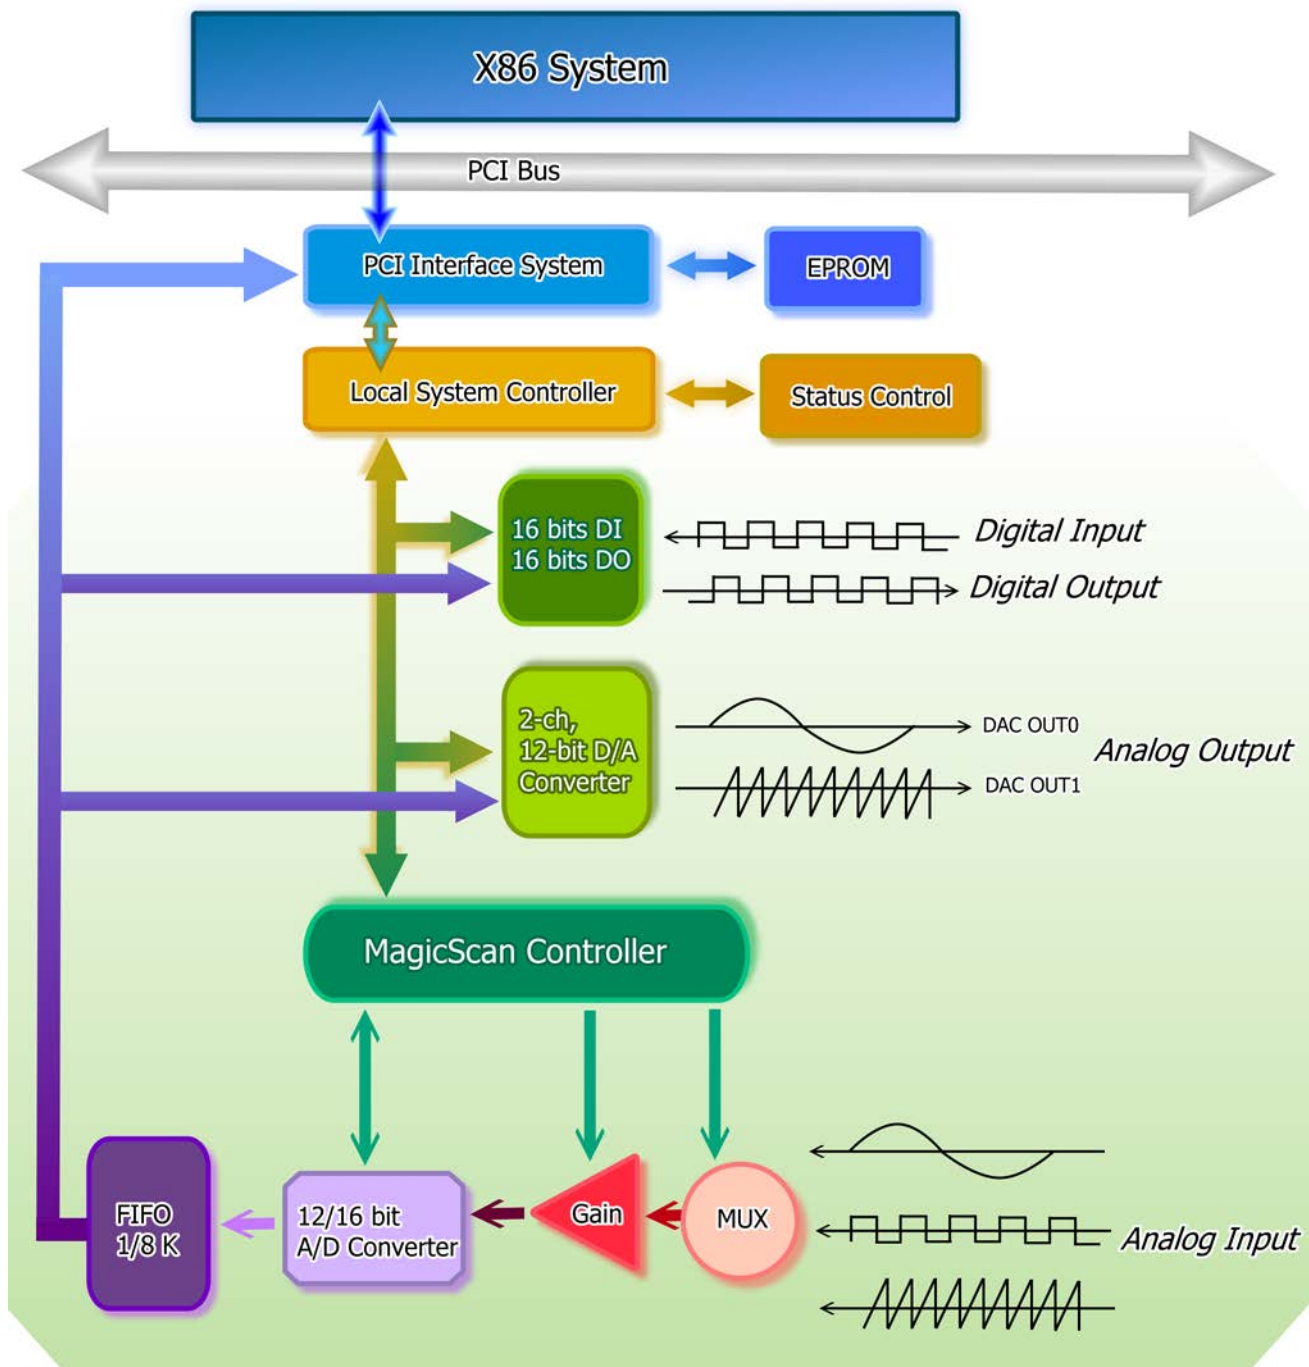 X86 System
PCI Bus
PCI Interface System
EPROM
Local System Controller
Status Control
16 bits DI
16 bits DO
Digital Input
Digital Output
2-ch,
12-bit D/A
Converter
DAC OUT0
Analog Output
DAC OUT1
MagicScan Controller
FIFO
1/8 K
12/16 bit
A/D Converter
Gain
MUX
Analog Input